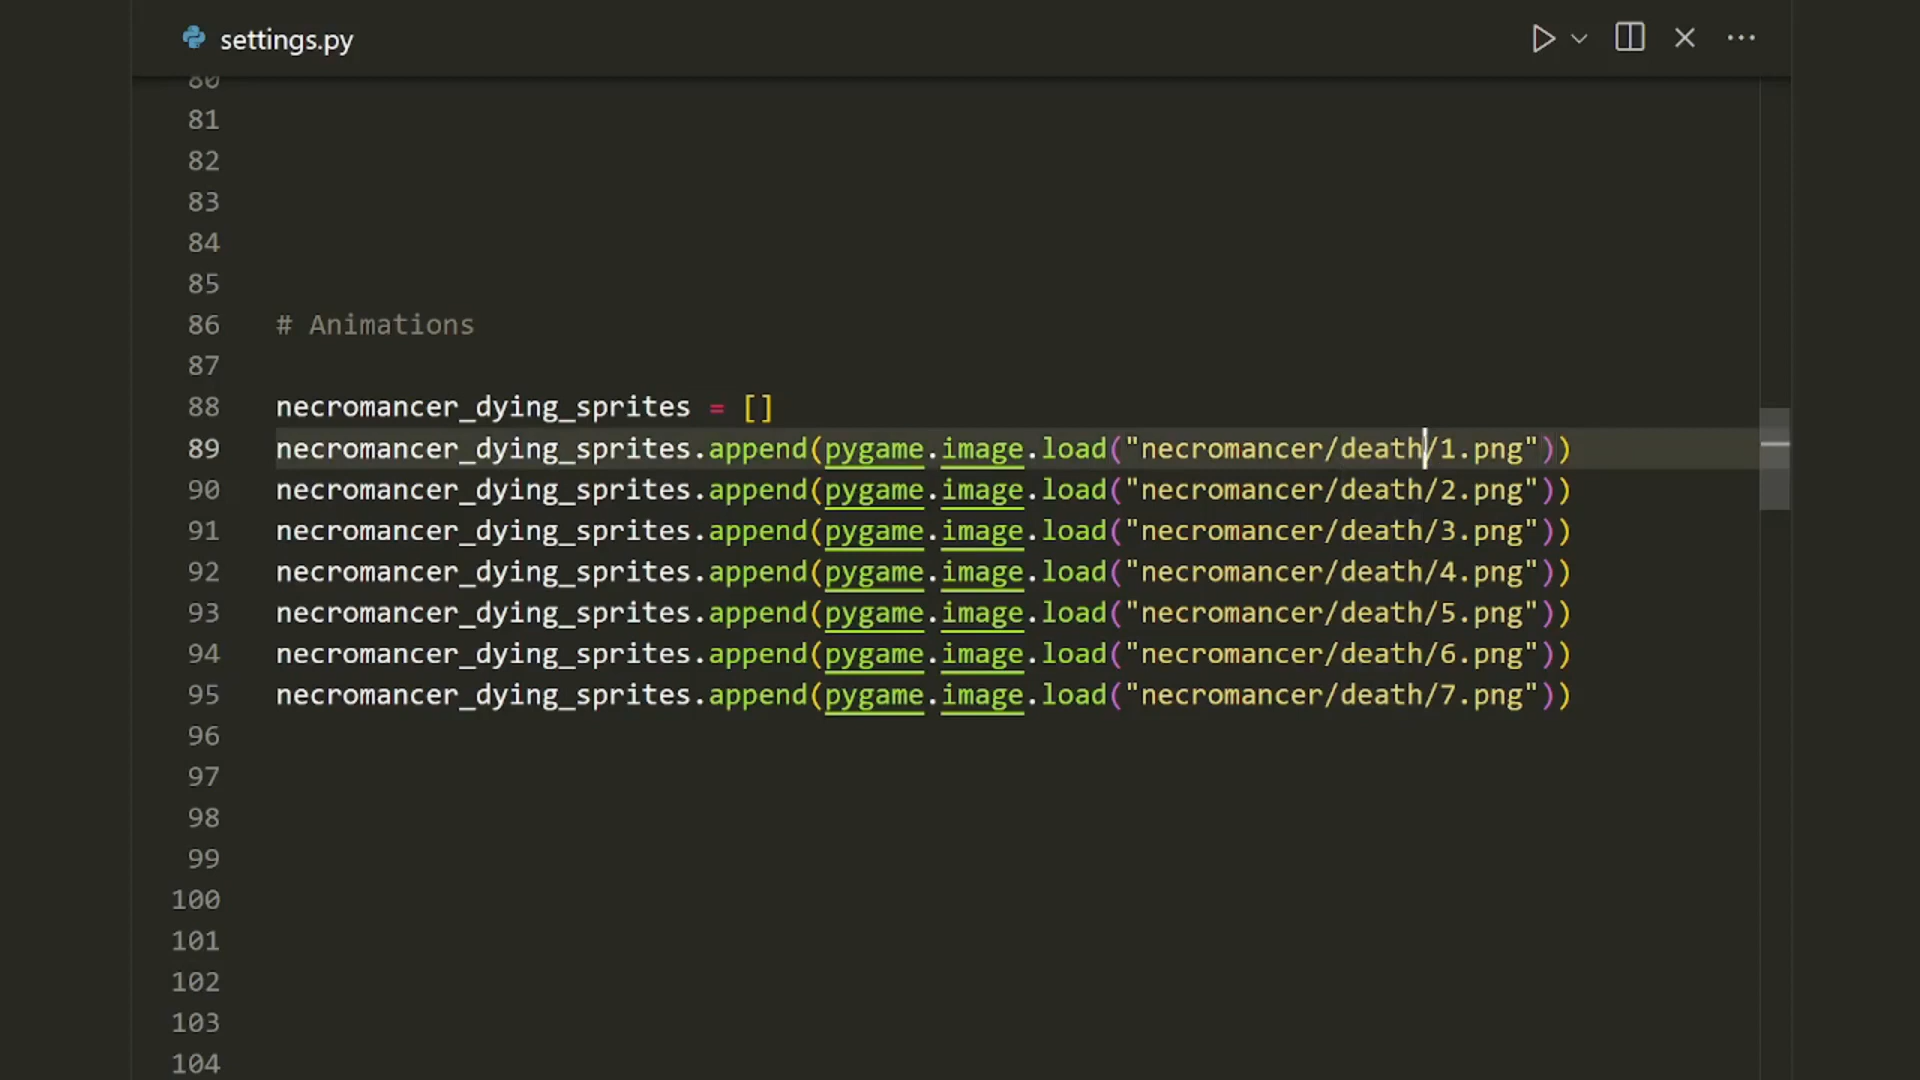 settings.py
80
81
82
83
84
85
86 # Animations
87
88 necromancer_dying_sprites = []
89 necromancer_dying_sprites.append(pygame.image.load("necromancer/death/1.png"))
90 necromancer_dying_sprites.append(pygame.image.load("necromancer/death/2.png"))
91 necromancer_dying_sprites.append(pygame.image.load("necromancer/death/3.png"))
92 necromancer_dying_sprites.append(pygame.image.load("necromancer/death/4.png"))
93 necromancer_dying_sprites.append(pygame.image.load("necromancer/death/5.png"))
94 necromancer_dying_sprites.append(pygame.image.load("necromancer/death/6.png"))
95 necromancer_dying_sprites.append(pygame.image.load("necromancer/death/7.png"))
96
97
98
99
100
101
102
103
104